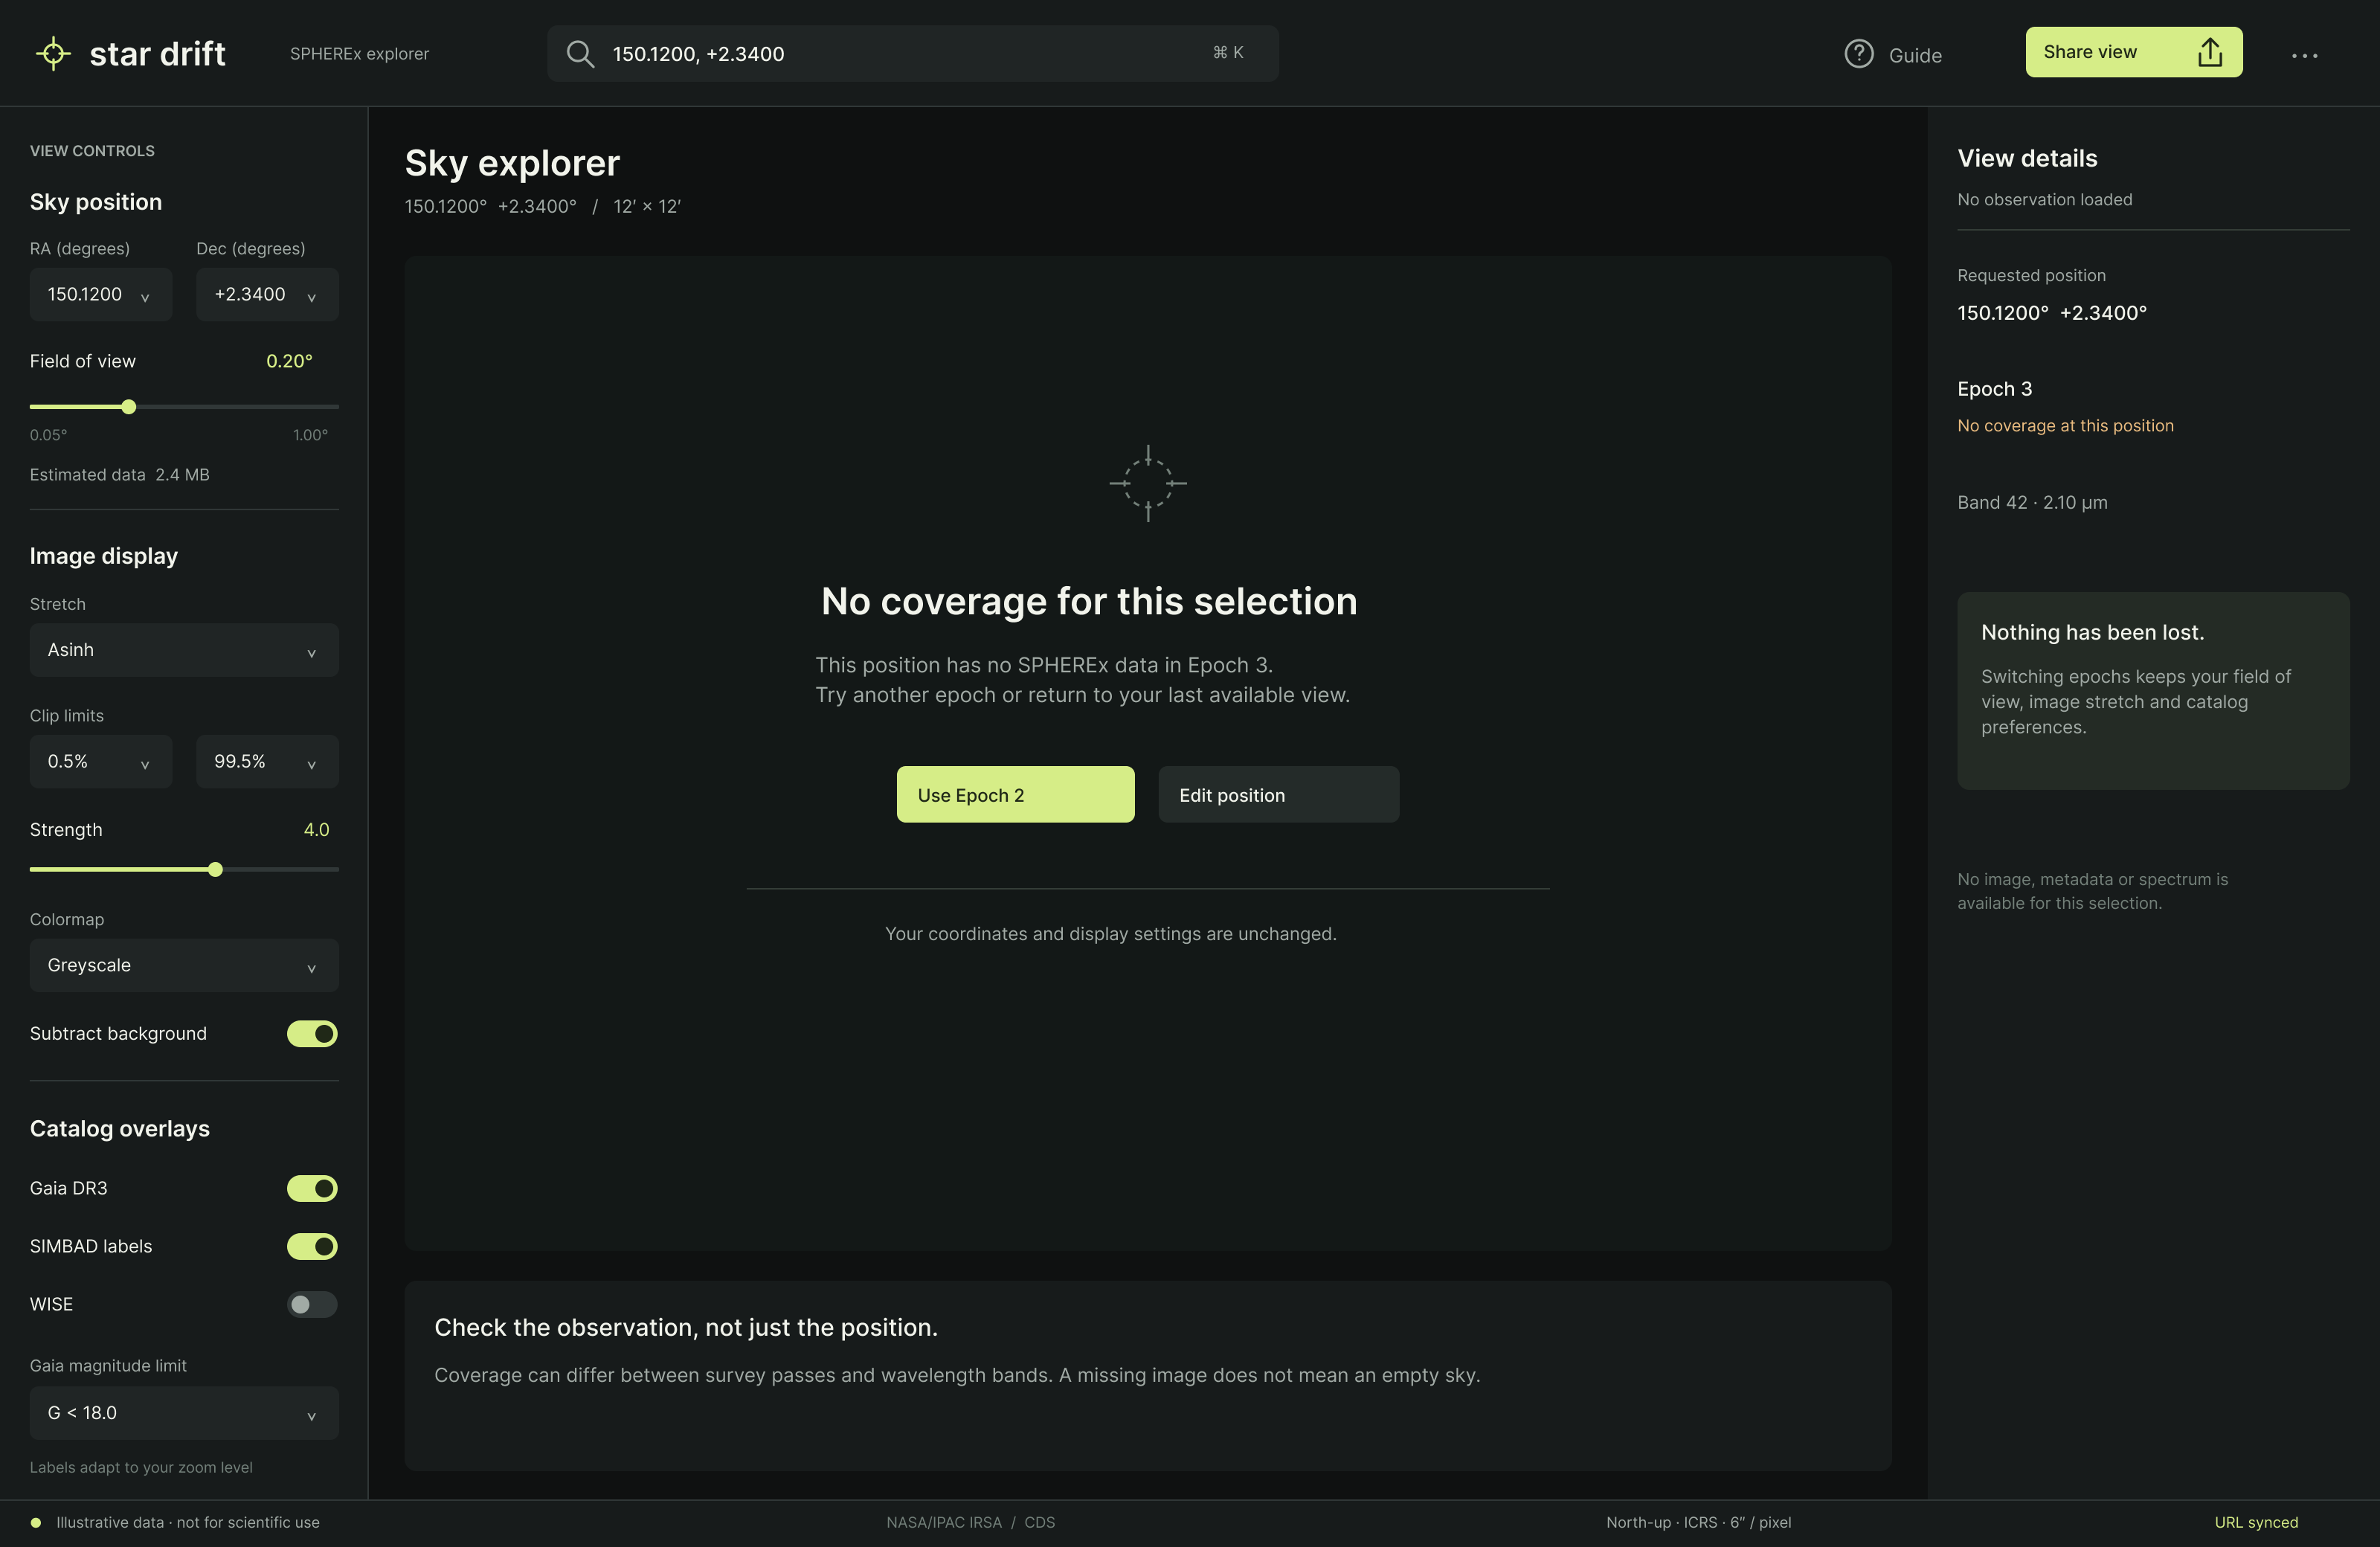 star drift
SPHEREx explorer
150.1200, +2.3400
⌘ K
Guide
Share view
VIEW CONTROLS
Sky position
RA (degrees)
Dec (degrees)
150.1200
+2.3400
Field of view
0.20°
0.05°
1.00°
Estimated data 2.4 MB
Image display
Stretch
Asinh
Clip limits
0.5%
99.5%
Strength
4.0
Colormap
Greyscale
Subtract background
Catalog overlays
Gaia DR3
SIMBAD labels
WISE
Gaia magnitude limit
G < 18.0
Labels adapt to your zoom level
Sky explorer
150.1200° +2.3400° / 12′ × 12′
No coverage for this selection
This position has no SPHEREx data in Epoch 3.
Try another epoch or return to your last available view.
Use Epoch 2
Edit position
Your coordinates and display settings are unchanged.
Check the observation, not just the position.
Coverage can differ between survey passes and wavelength bands. A missing image does not mean an empty sky.
View details
No observation loaded
Requested position
150.1200° +2.3400°
Epoch 3
No coverage at this position
Band 42 · 2.10 µm
Nothing has been lost.
Switching epochs keeps your field of
view, image stretch and catalog
preferences.
No image, metadata or spectrum is
available for this selection.
Illustrative data · not for scientific use
NASA/IPAC IRSA / CDS
North-up · ICRS · 6″ / pixel
URL synced